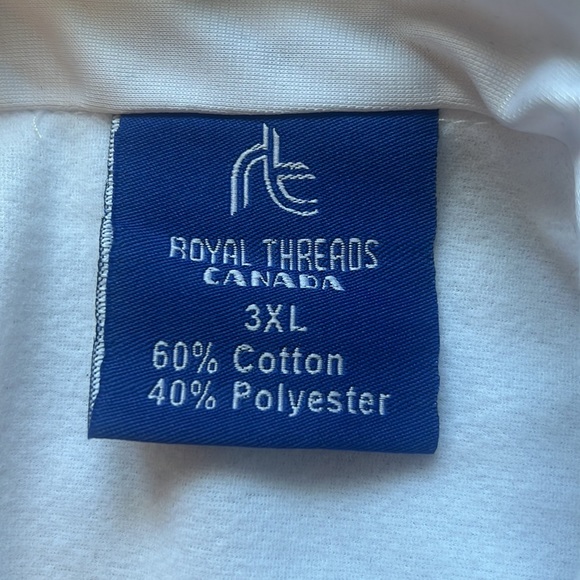 ROYAL THREADS
CANADA
3XL
60% Cotton
40% Polyester